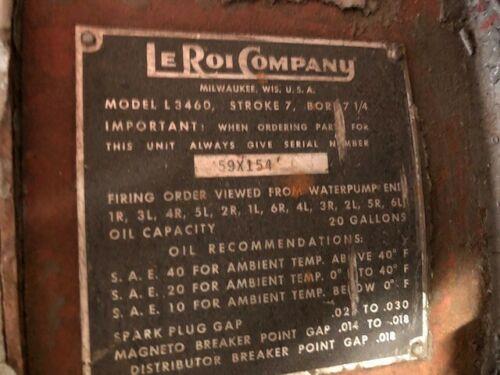 LE ROI COMPANY
MILWAUKEE, WIS. U. S. A.
MODEL L3460, STROKE 7, BORE 7 1/4
IMPORTANT: WHEN ORDERING PARTS FOR
THIS UNIT ALWAYS GIVE SERIAL NUMBER
59X154
FIRING ORDER VIEWED FROM WATERPUMP END
1R, 3L, 4R, 5L, 2R, 1L, 6R, 4L, 3R, 2L, 5R, 6L
OIL CAPACITY 20 GALLONS
OIL RECOMMENDATIONS:
S. A. E. 40 FOR AMBIENT TEMP. ABOVE 40° F
S. A. E. 20 FOR AMBIENT TEMP. 0° TO 40° F
S. A. E. 10 FOR AMBIENT TEMP. BELOW 0° F
SPARK PLUG GAP TO .030
MAGNETO BREAKER POINT GAP .014 TO .018
DISTRIBUTOR BREAKER POINT GAP .018